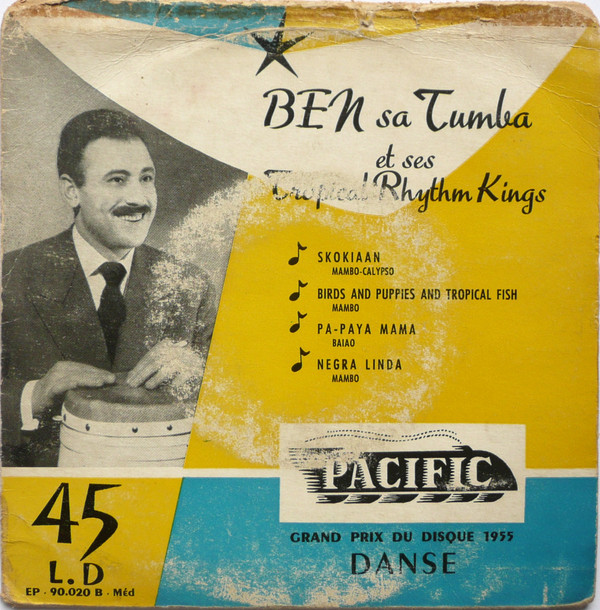 BEN sa Tumba
et ses
Tropical Rhythm Kings
SKOKIAAN
MAMBO-CALYPSO
BIRDS AND PUPPIES AND TROPICAL FISH
MAMBO
PA-PAYA MAMA
BAIAO
NEGRA LINDA
MAMBO
PACIFIC
GRAND PRIX DU DISQUE 1955
DANSE
45
L.D
EP - 90.020 B - Méd